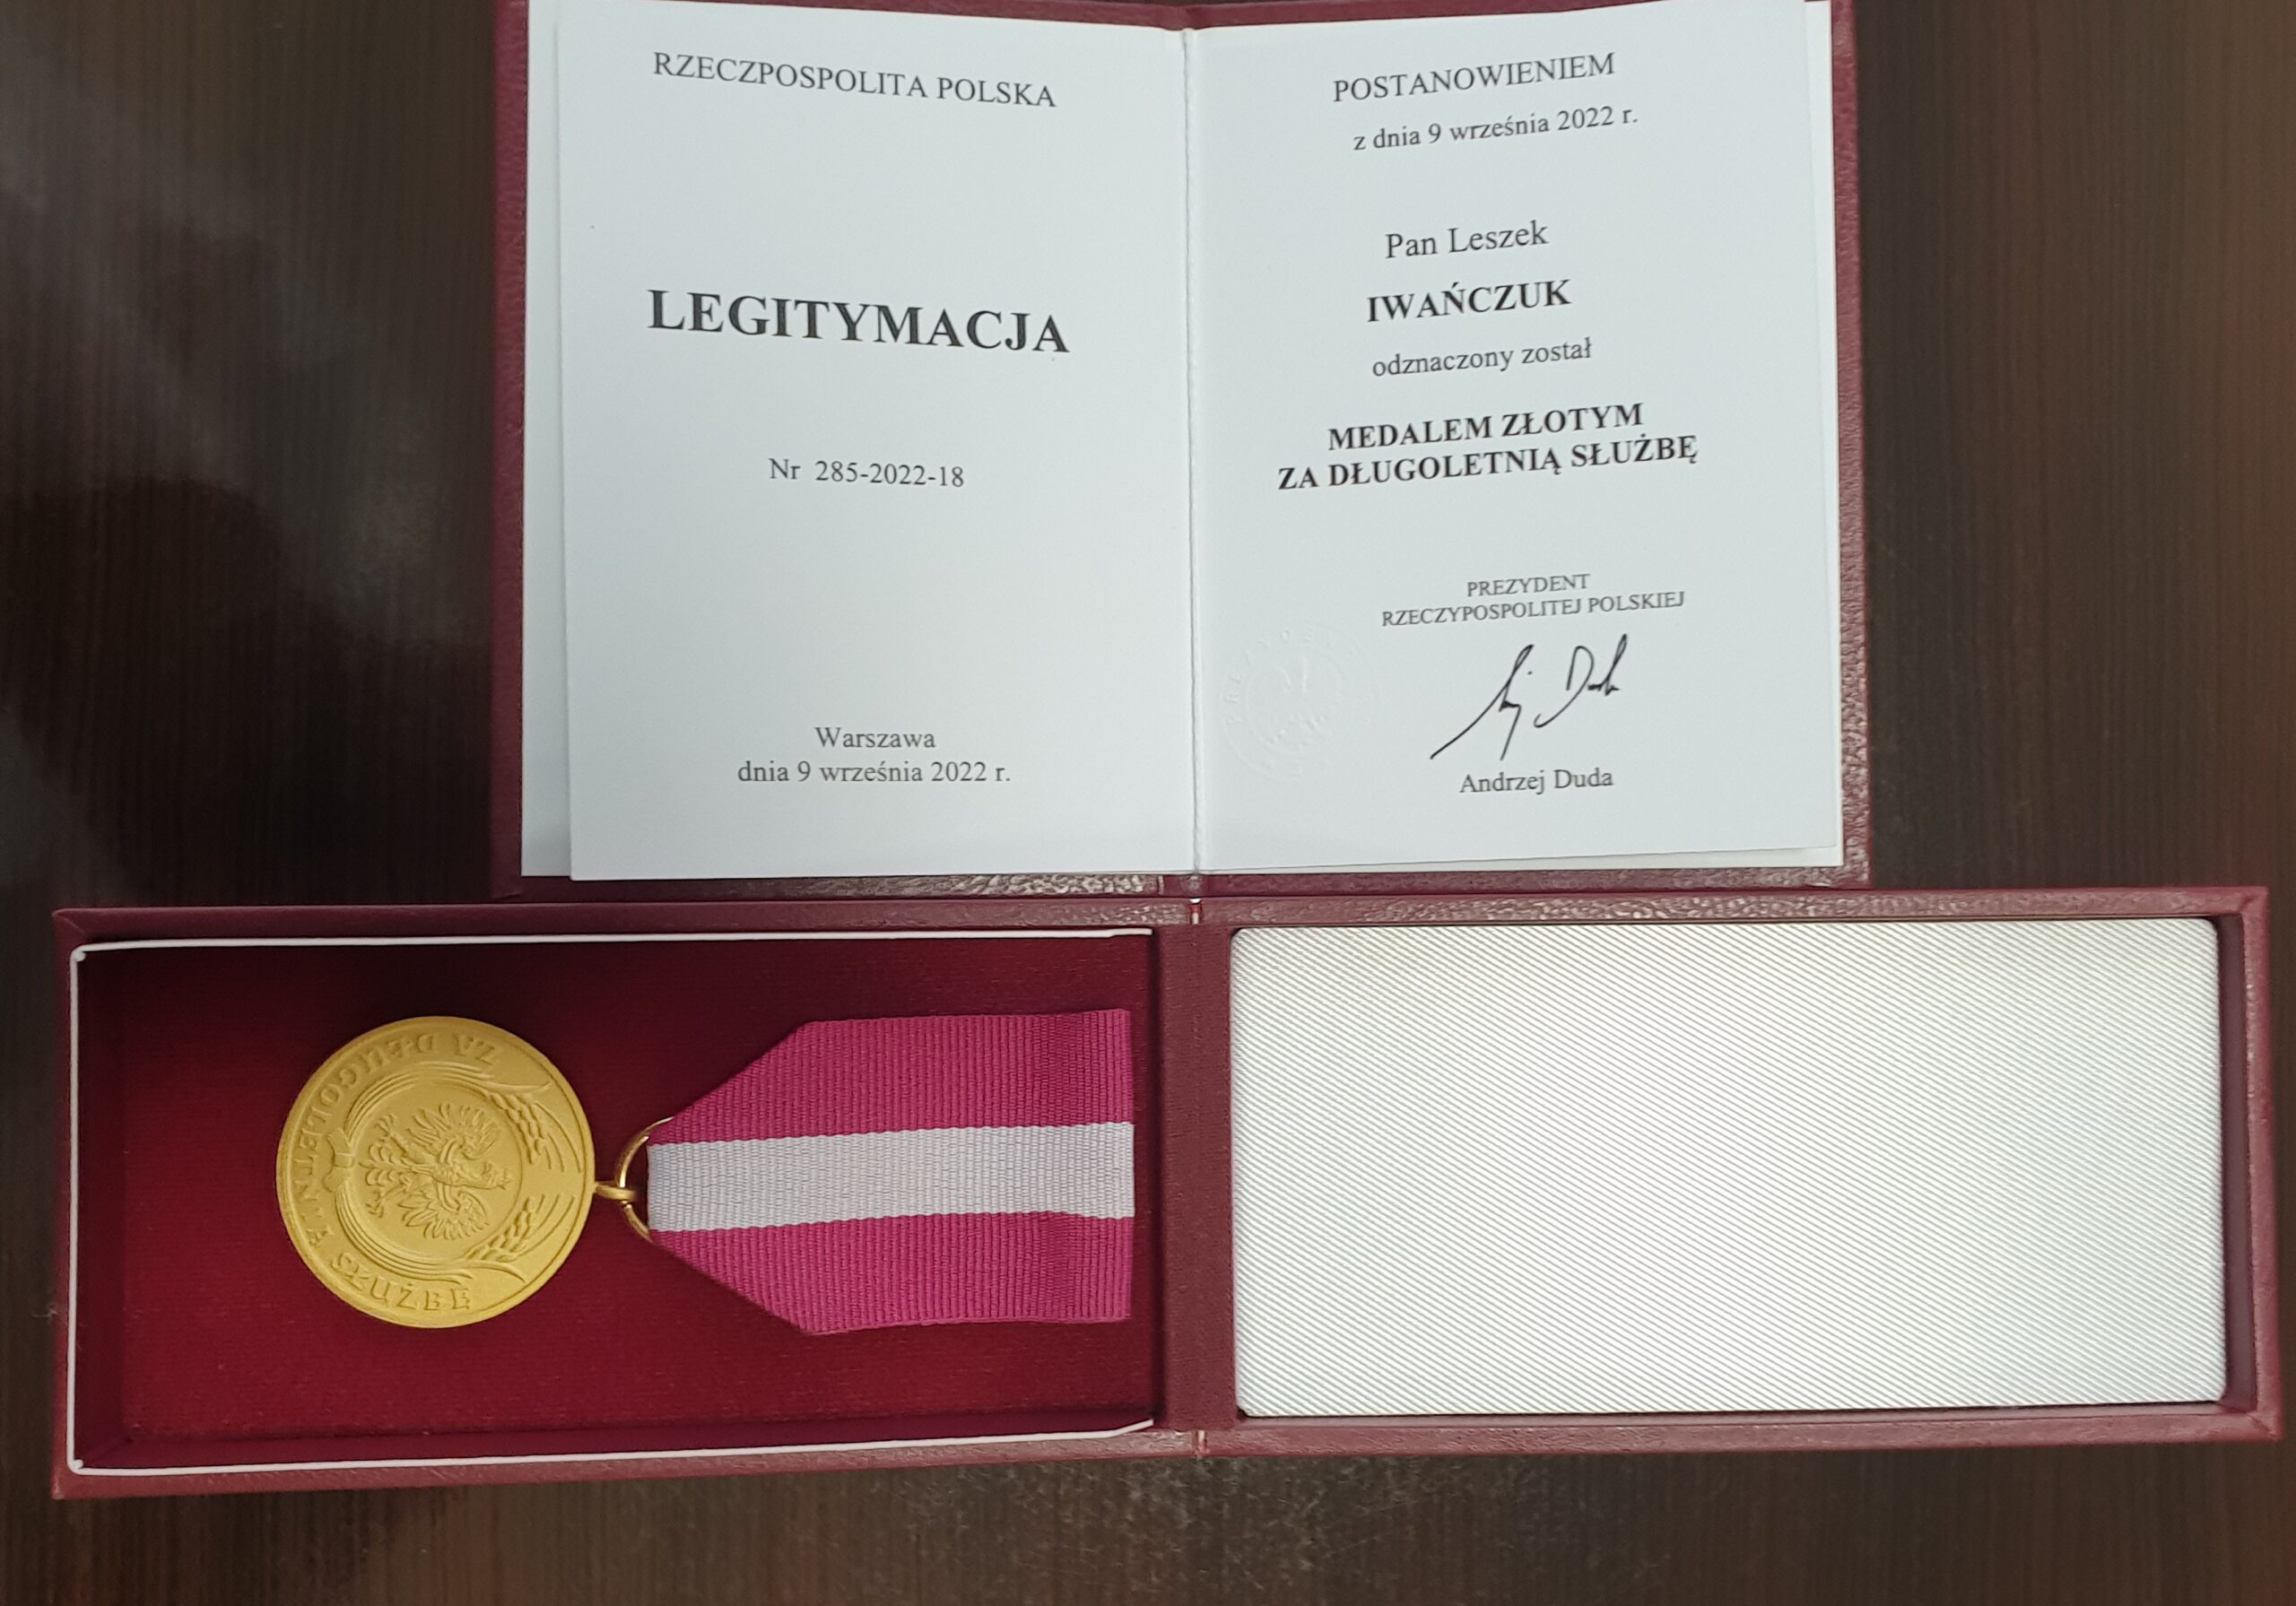 RZECZPOSPOLITA POLSKA
LEGITYMACJA
Nr 285-2022-18
Warszawa
dnia 9 września 2022 r.
POSTANOWIENIEM
z dnia 9 września 2022 r.
Pan Leszek
IWAŃCZUK
odznaczony został
MEDALEM ZŁOTYM
ZA DŁUGOLETNIĄ SŁUŻBĘ
PREZYDENT
RZECZYPOSPOLITEJ POLSKIEJ
Andrzej Duda
ZA DŁUGOLETNIĄ SŁUŻBĘ